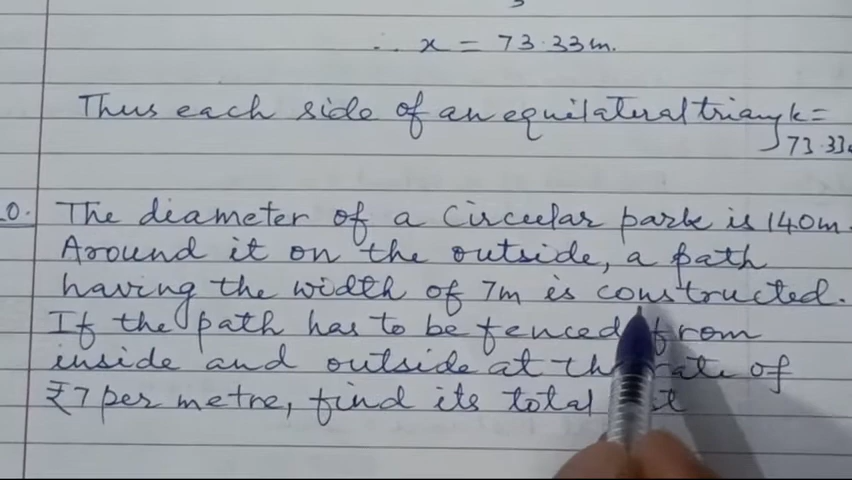 ∴ x = 73.33m.
Thus each side of an equilateral triangle =
73.33
0. The diameter of a circular park is 140m.
Around it on the outside, a path
having the width of 7m is constructed.
If the path has to be fenced from
inside and outside at the rate of
₹7 per metre, find its total